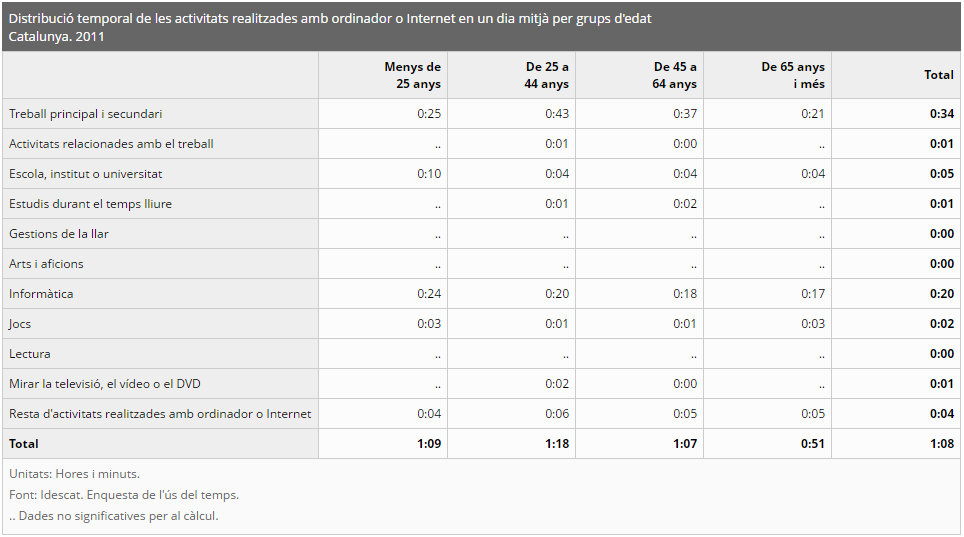 Distribució temporal de les activitats realitzades amb ordinador o Internet en un dia mitjà per grups d'edat
Catalunya. 2011
Menys de 25 anys De 25 a 44 anys De 45 a 64 anys De 65 anys i més Total
Treball principal i secundari 0:25 0:43 0:37 0:21 0:34
Activitats relacionades amb el treball .. 0:01 0:00 .. 0:01
Escola, institut o universitat 0:10 0:04 0:04 0:04 0:05
Estudis durant el temps lliure .. 0:01 0:02 .. 0:01
Gestions de la llar .. .. .. .. 0:00
Arts i aficions .. .. .. .. 0:00
Informàtica 0:24 0:20 0:18 0:17 0:20
Jocs 0:03 0:01 0:01 0:03 0:02
Lectura .. .. .. .. 0:00
Mirar la televisió, el vídeo o el DVD .. 0:02 0:00 .. 0:01
Resta d'activitats realitzades amb ordinador o Internet 0:04 0:06 0:05 0:05 0:04
Total 1:09 1:18 1:07 0:51 1:08
Unitats: Hores i minuts.
Font: Idescat. Enquesta de l'ús del temps.
.. Dades no significatives per al càlcul.